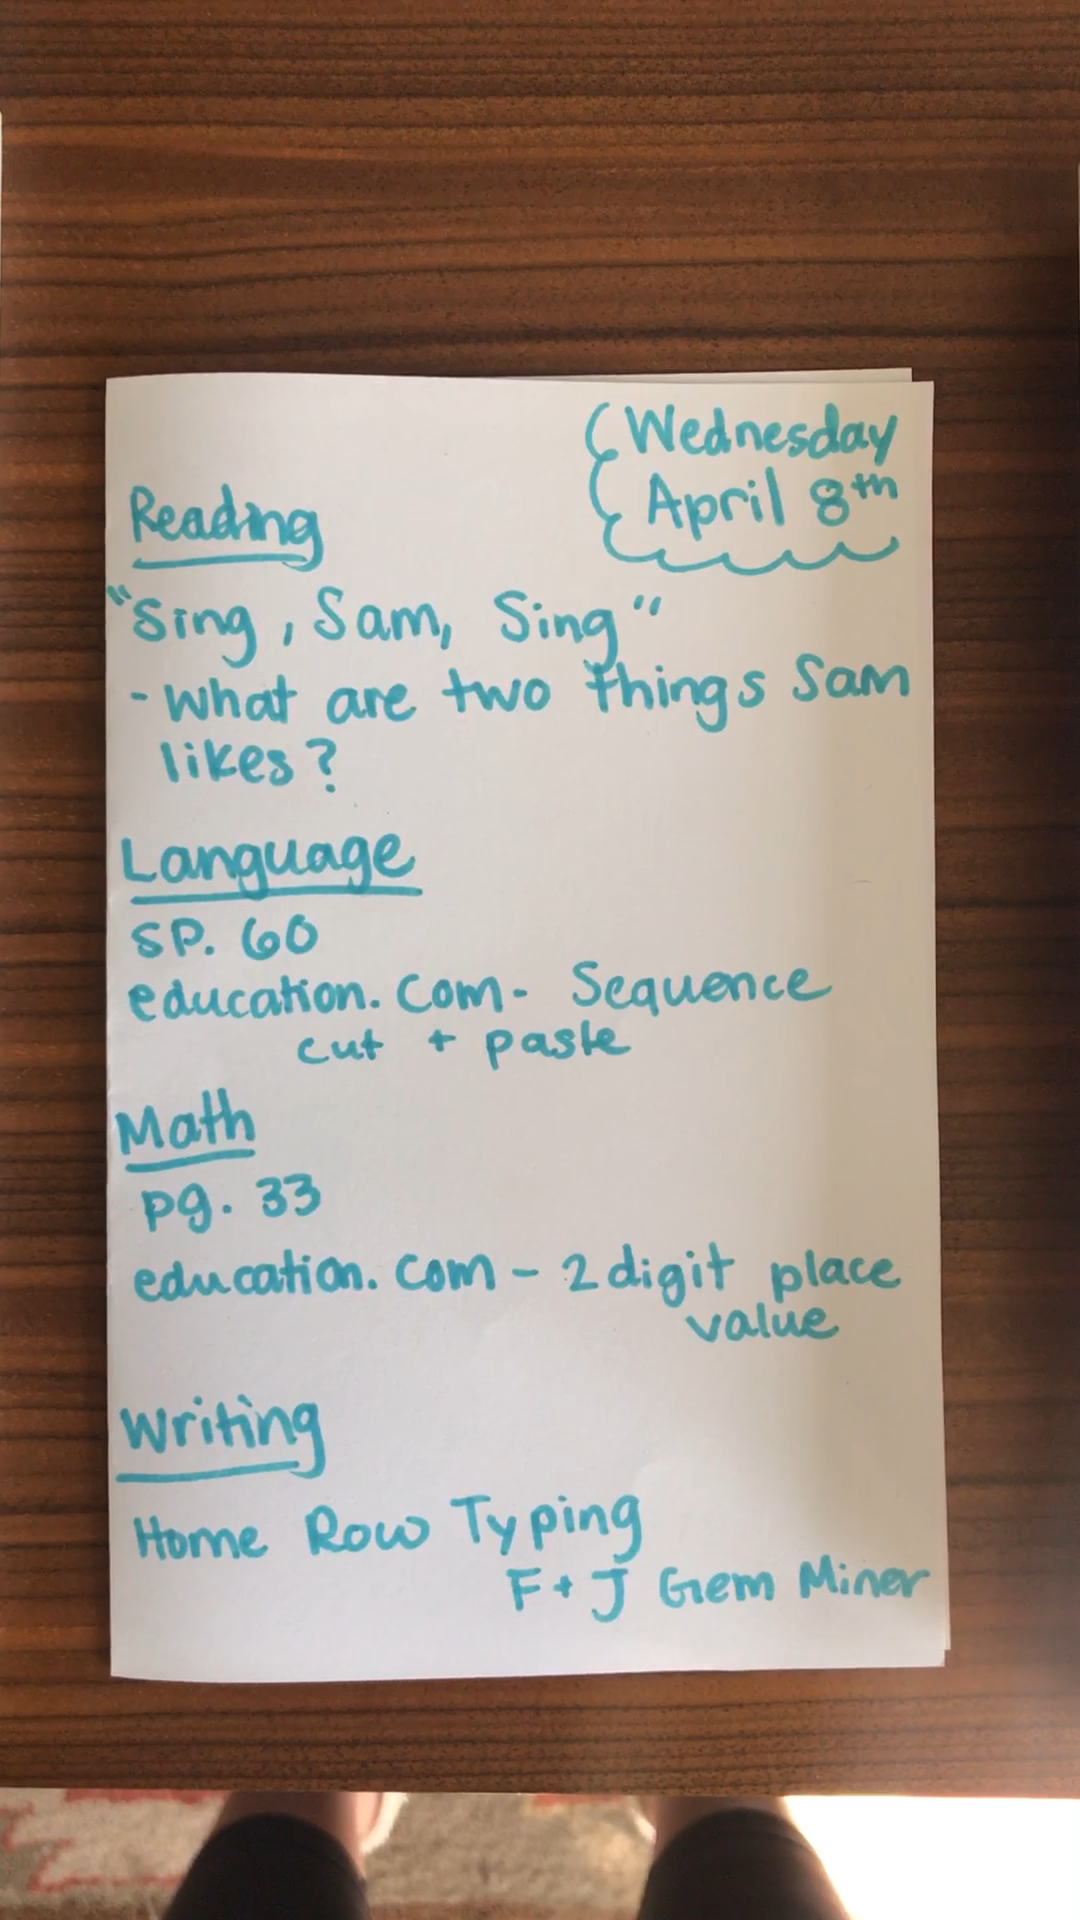 Wednesday
April 8th
Reading
"Sing, Sam, Sing"
- What are two things Sam
likes?
Language
SP. 60
education.com - Sequence
cut + paste
Math
pg. 33
education.com - 2 digit place
value
Writing
Home Row Typing
F + J Gem Miner